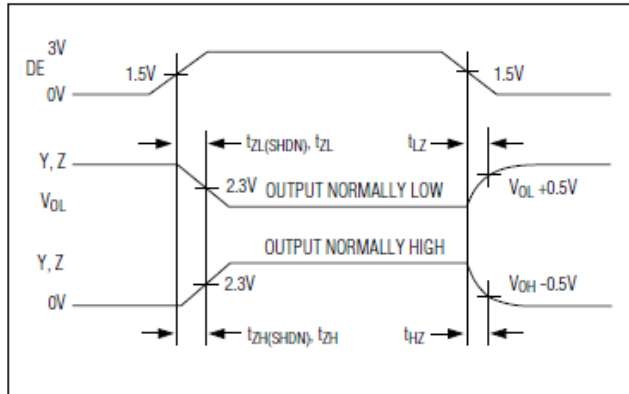 3V
DE
1.5V
1.5V
0V
tZL(SHDN), tZL
tLZ
Y, Z
2.3V
OUTPUT NORMALLY LOW
VOL +0.5V
VOL
OUTPUT NORMALLY HIGH
Y, Z
2.3V
VOH -0.5V
0V
tZH(SHDN), tZH
tHZ